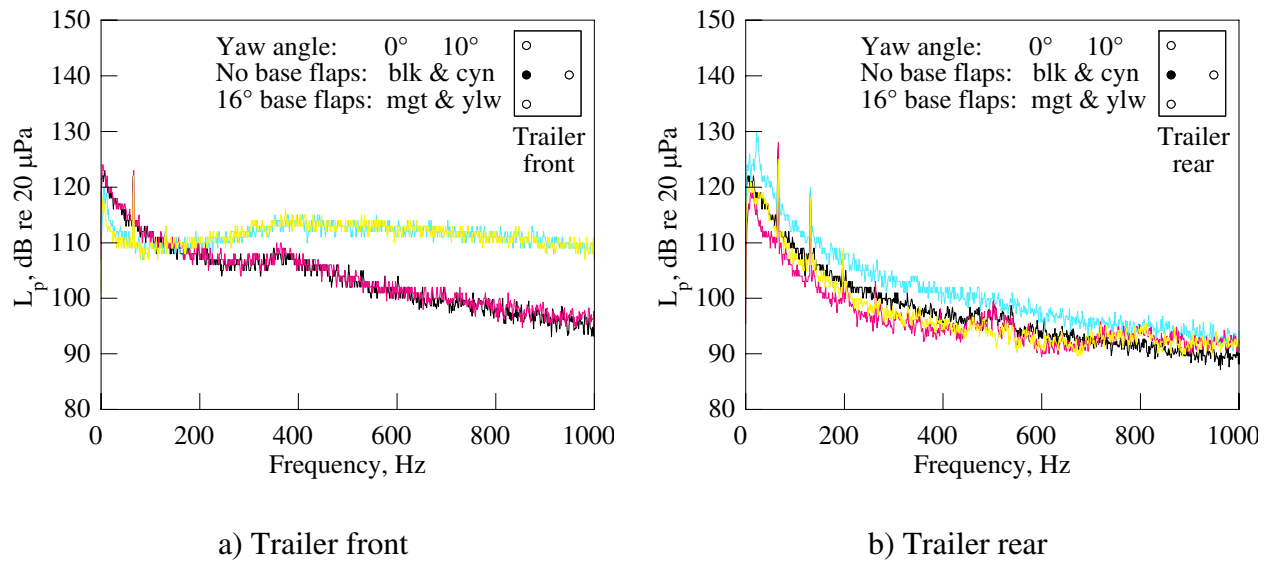 150
140
130
120
110
100
90
80
L_p, dB re 20 µPa
Yaw angle: 0° 10°
No base flaps: blk & cyn
16° base flaps: mgt & ylw
Trailer
front
0 200 400 600 800 1000
Frequency, Hz
a) Trailer front
150
140
130
120
110
100
90
80
L_p, dB re 20 µPa
Yaw angle: 0° 10°
No base flaps: blk & cyn
16° base flaps: mgt & ylw
Trailer
rear
0 200 400 600 800 1000
Frequency, Hz
b) Trailer rear